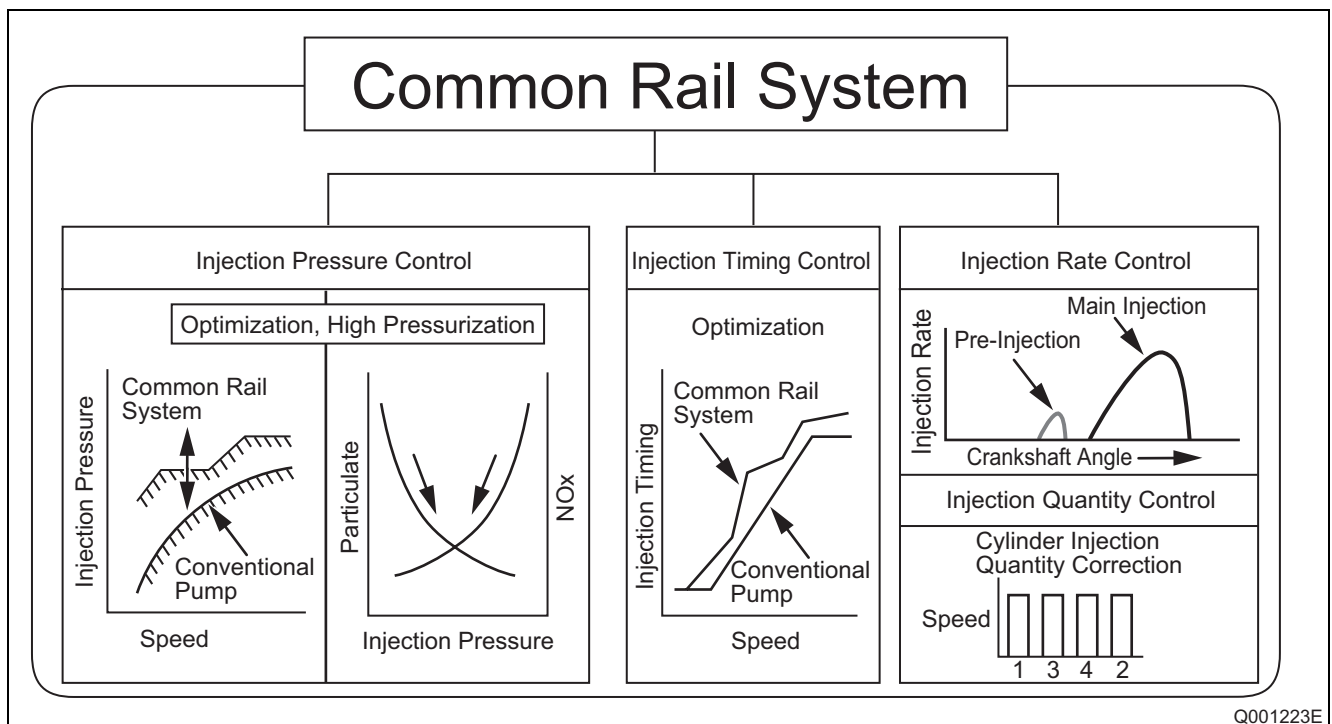 Common Rail System
Injection Pressure Control
Optimization, High Pressurization
Injection Pressure
Common Rail
System
Conventional
Pump
Speed
Particulate
NOx
Injection Pressure
Injection Timing Control
Optimization
Injection Timing
Common Rail
System
Conventional
Pump
Speed
Injection Rate Control
Injection Rate
Main Injection
Pre-Injection
Crankshaft Angle
Injection Quantity Control
Cylinder Injection
Quantity Correction
Speed
1 3 4 2
Q001223E